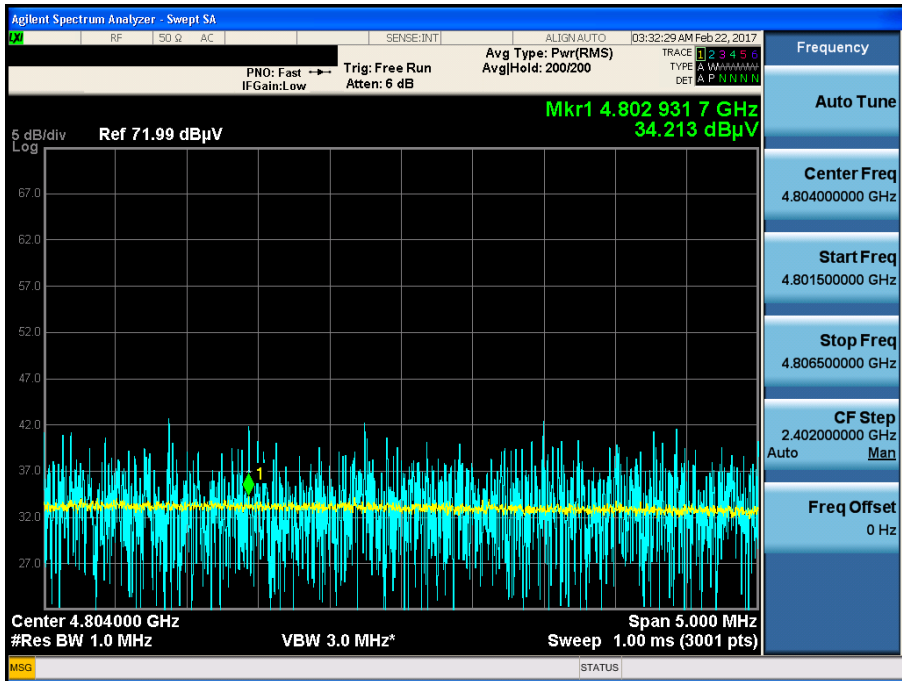 Agilent Spectrum Analyzer - Swept SA
LXI RF 50 Ω AC SENSE:INT ALIGN AUTO 03:32:29 AM Feb 22, 2017
PNO: Fast
IFGain:Low
Trig: Free Run
Atten: 6 dB
Avg Type: Pwr(RMS)
Avg|Hold: 200/200
TRACE 1 2 3 4 5 6
TYPE A WWWWW
DET A P N N N N
Mkr1 4.802 931 7 GHz
34.213 dBµV
5 dB/div Ref 71.99 dBµV
Log
67.0
62.0
57.0
52.0
47.0
42.0
37.0
32.0
27.0
1
Center 4.804000 GHz Span 5.000 MHz
#Res BW 1.0 MHz VBW 3.0 MHz* Sweep 1.00 ms (3001 pts)
MSG STATUS
Frequency
Auto Tune
Center Freq
4.804000000 GHz
Start Freq
4.801500000 GHz
Stop Freq
4.806500000 GHz
CF Step
2.402000000 GHz
Auto Man
Freq Offset
0 Hz